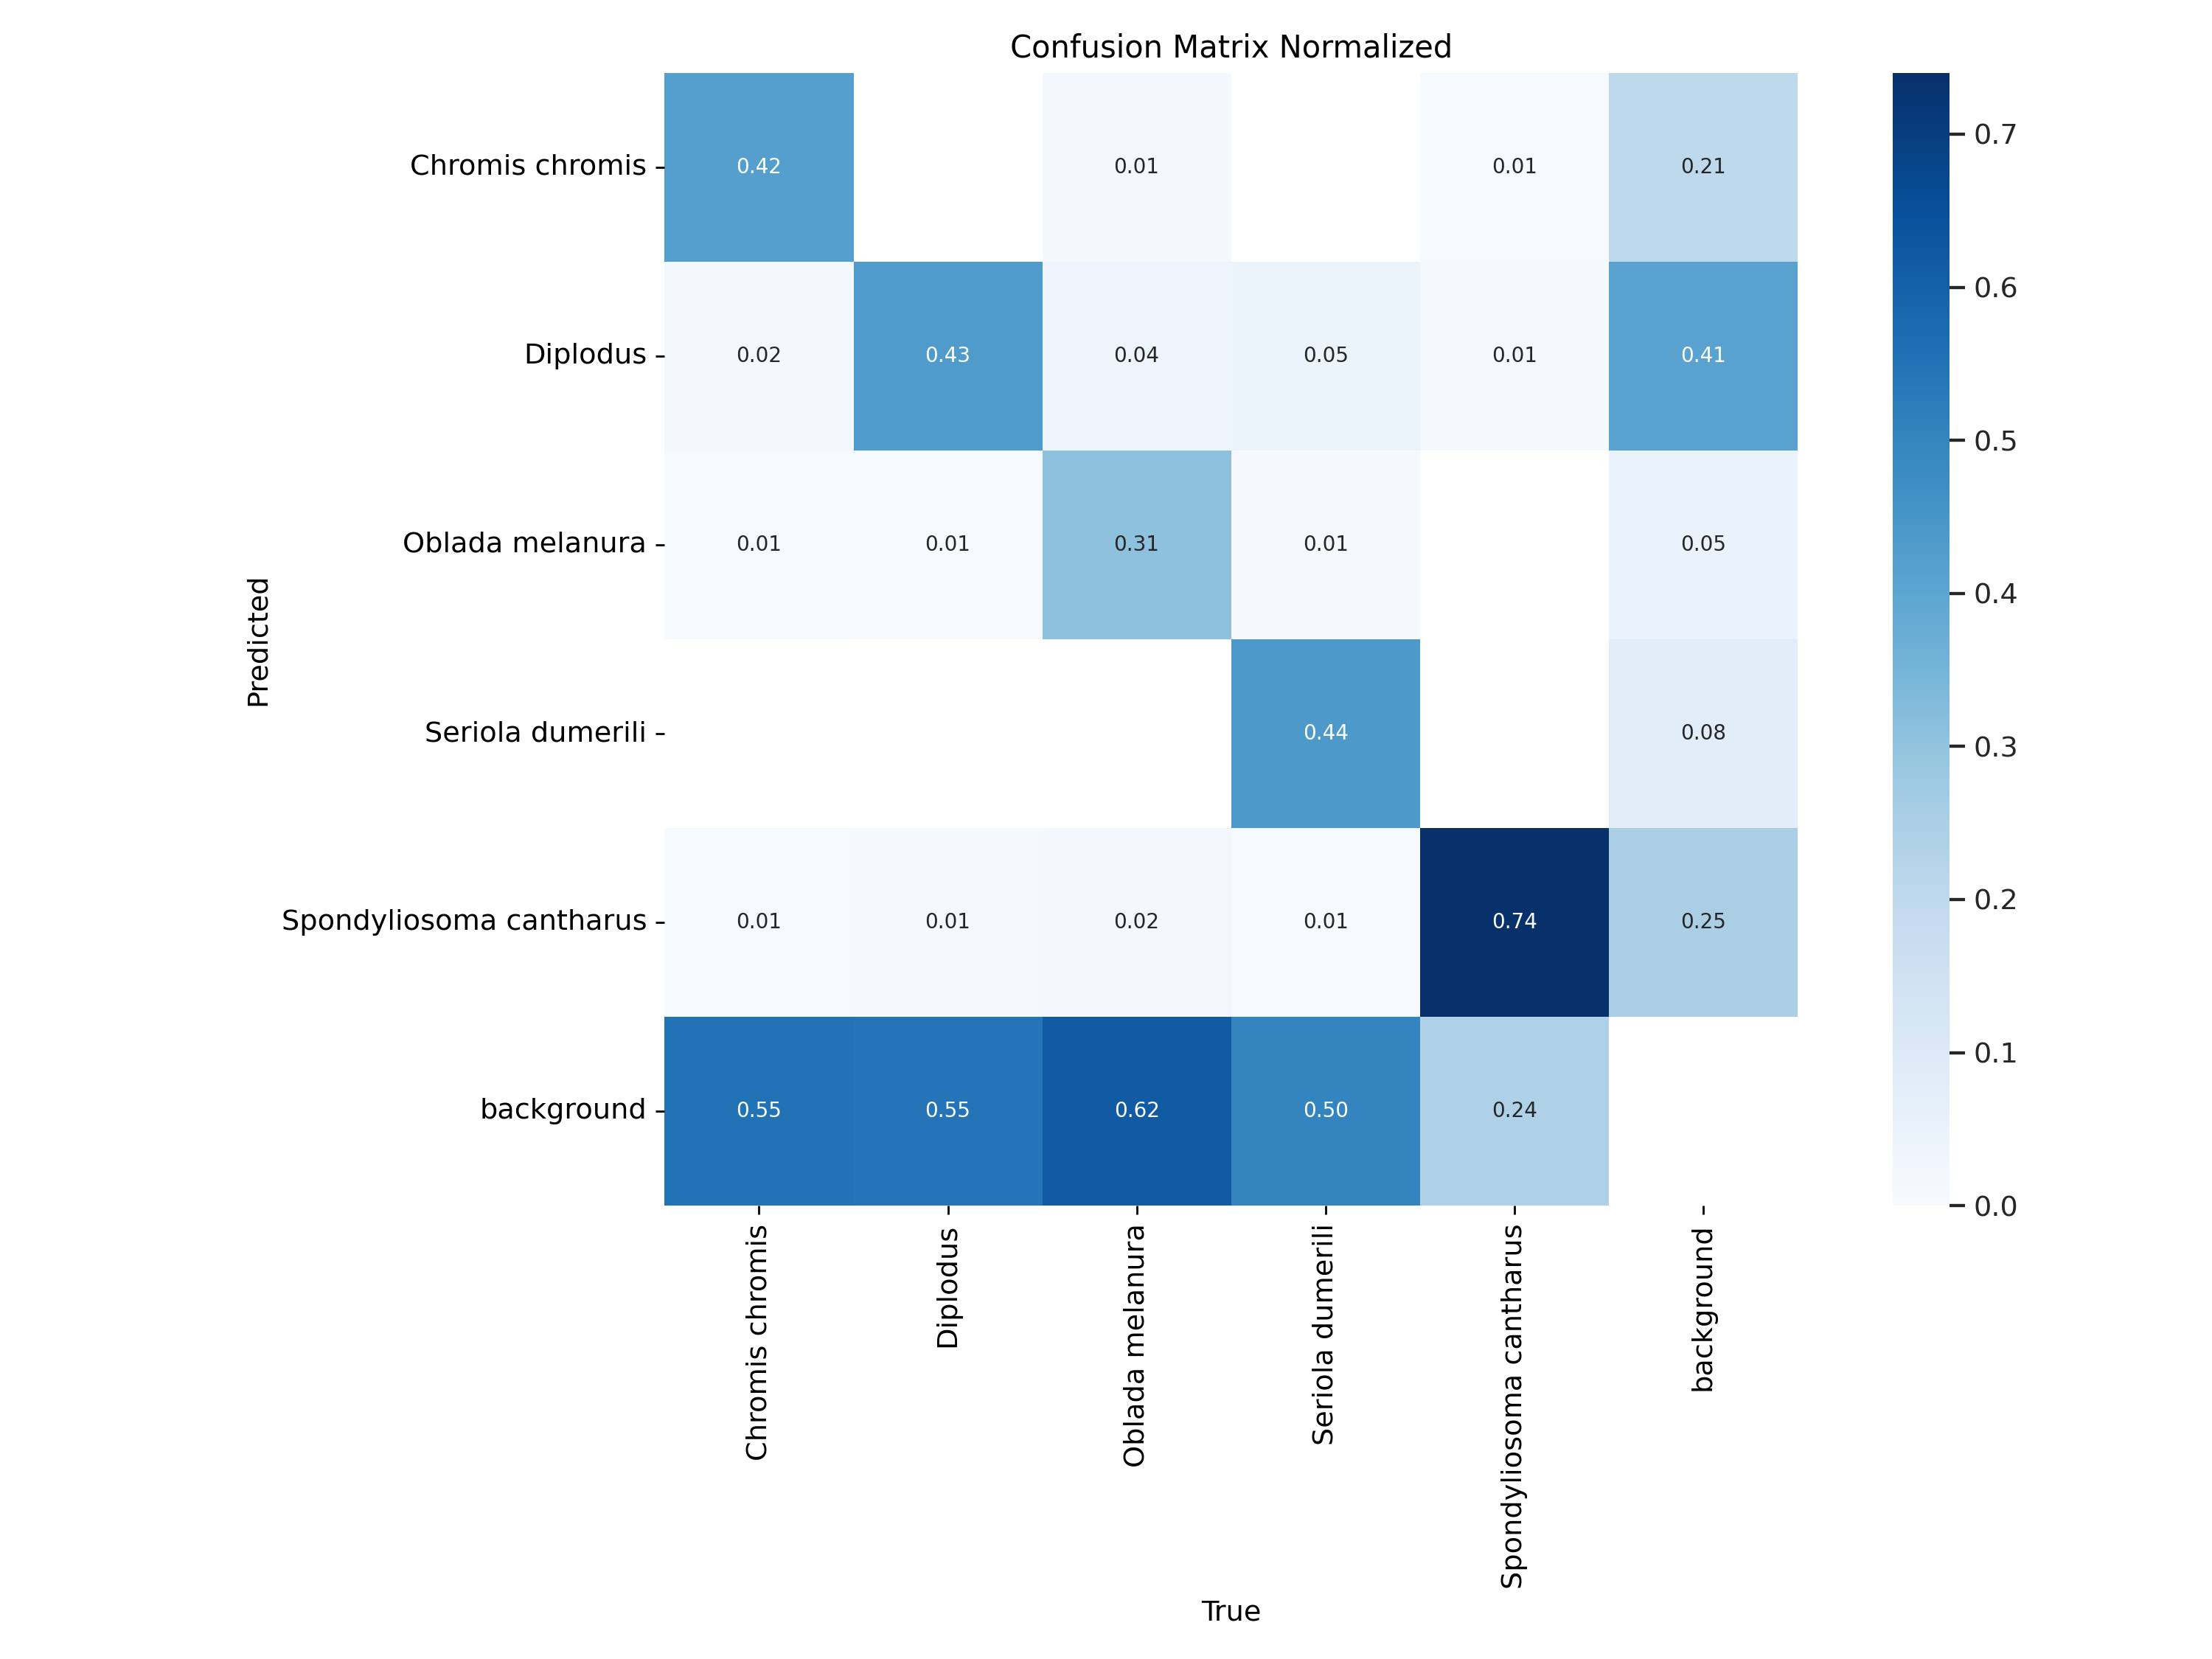 Confusion Matrix Normalized
Chromis chromis 0.42 0.01 0.01 0.21
Diplodus 0.02 0.43 0.04 0.05 0.01 0.41
Oblada melanura 0.01 0.01 0.31 0.01 0.05
Seriola dumerili 0.44 0.08
Spondyliosoma cantharus 0.01 0.01 0.02 0.01 0.74 0.25
background 0.55 0.55 0.62 0.50 0.24
Predicted
Chromis chromis
Diplodus
Oblada melanura
Seriola dumerili
Spondyliosoma cantharus
background
True
0.7
0.6
0.5
0.4
0.3
0.2
0.1
0.0